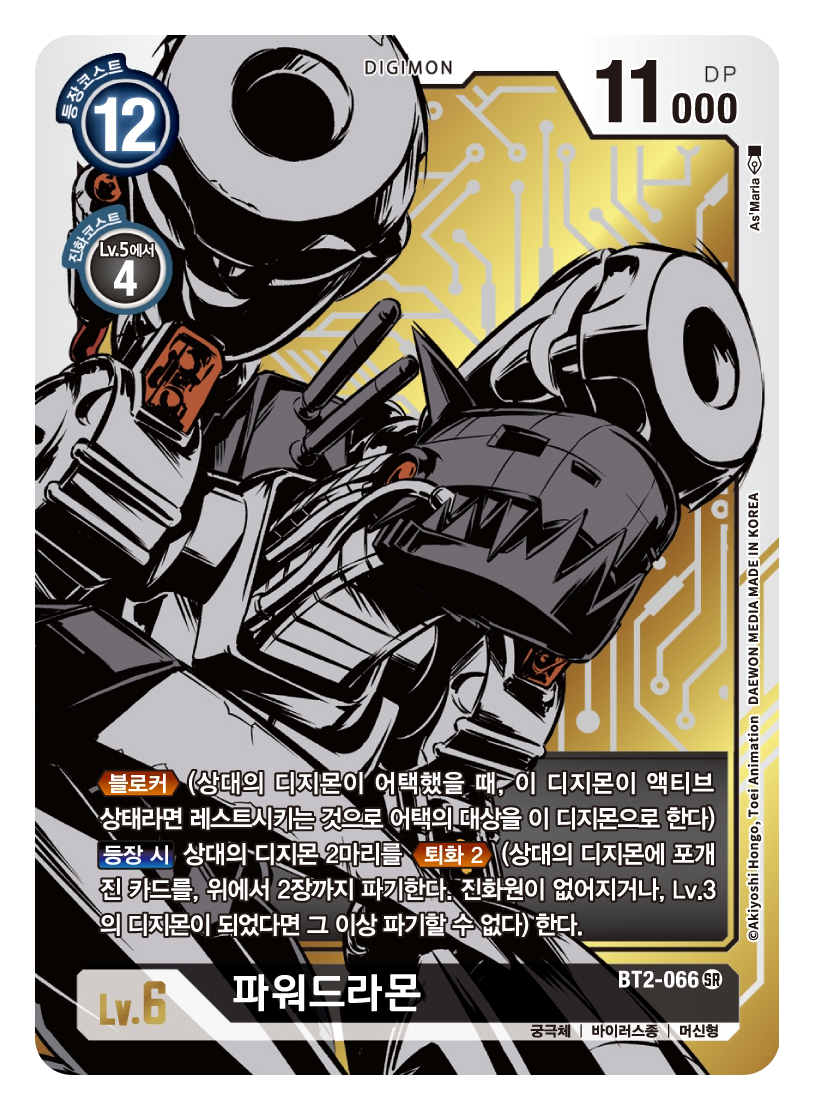 DIGIMON
등장코스트
12
11000
DP
진화코스트
Lv.5에서
4
As'Maria
블로커 (상대의 디지몬이 어택했을 때, 이 디지몬이 액티브
상태라면 레스트시키는 것으로 어택의 대상을 이 디지몬으로 한다)
등장 시 상대의 디지몬 2마리를 퇴화 2 (상대의 디지몬에 포개
진 카드를, 위에서 2장까지 파기한다. 진화원이 없어지거나, Lv.3
의 디지몬이 되었다면 그 이상 파기할 수 없다) 한다.
©Akiyoshi Hongo, Toei Animation DAEWON MEDIA MADE IN KOREA
Lv.6
파워드라몬
BT2-066 SR
궁극체 | 바이러스종 | 머신형